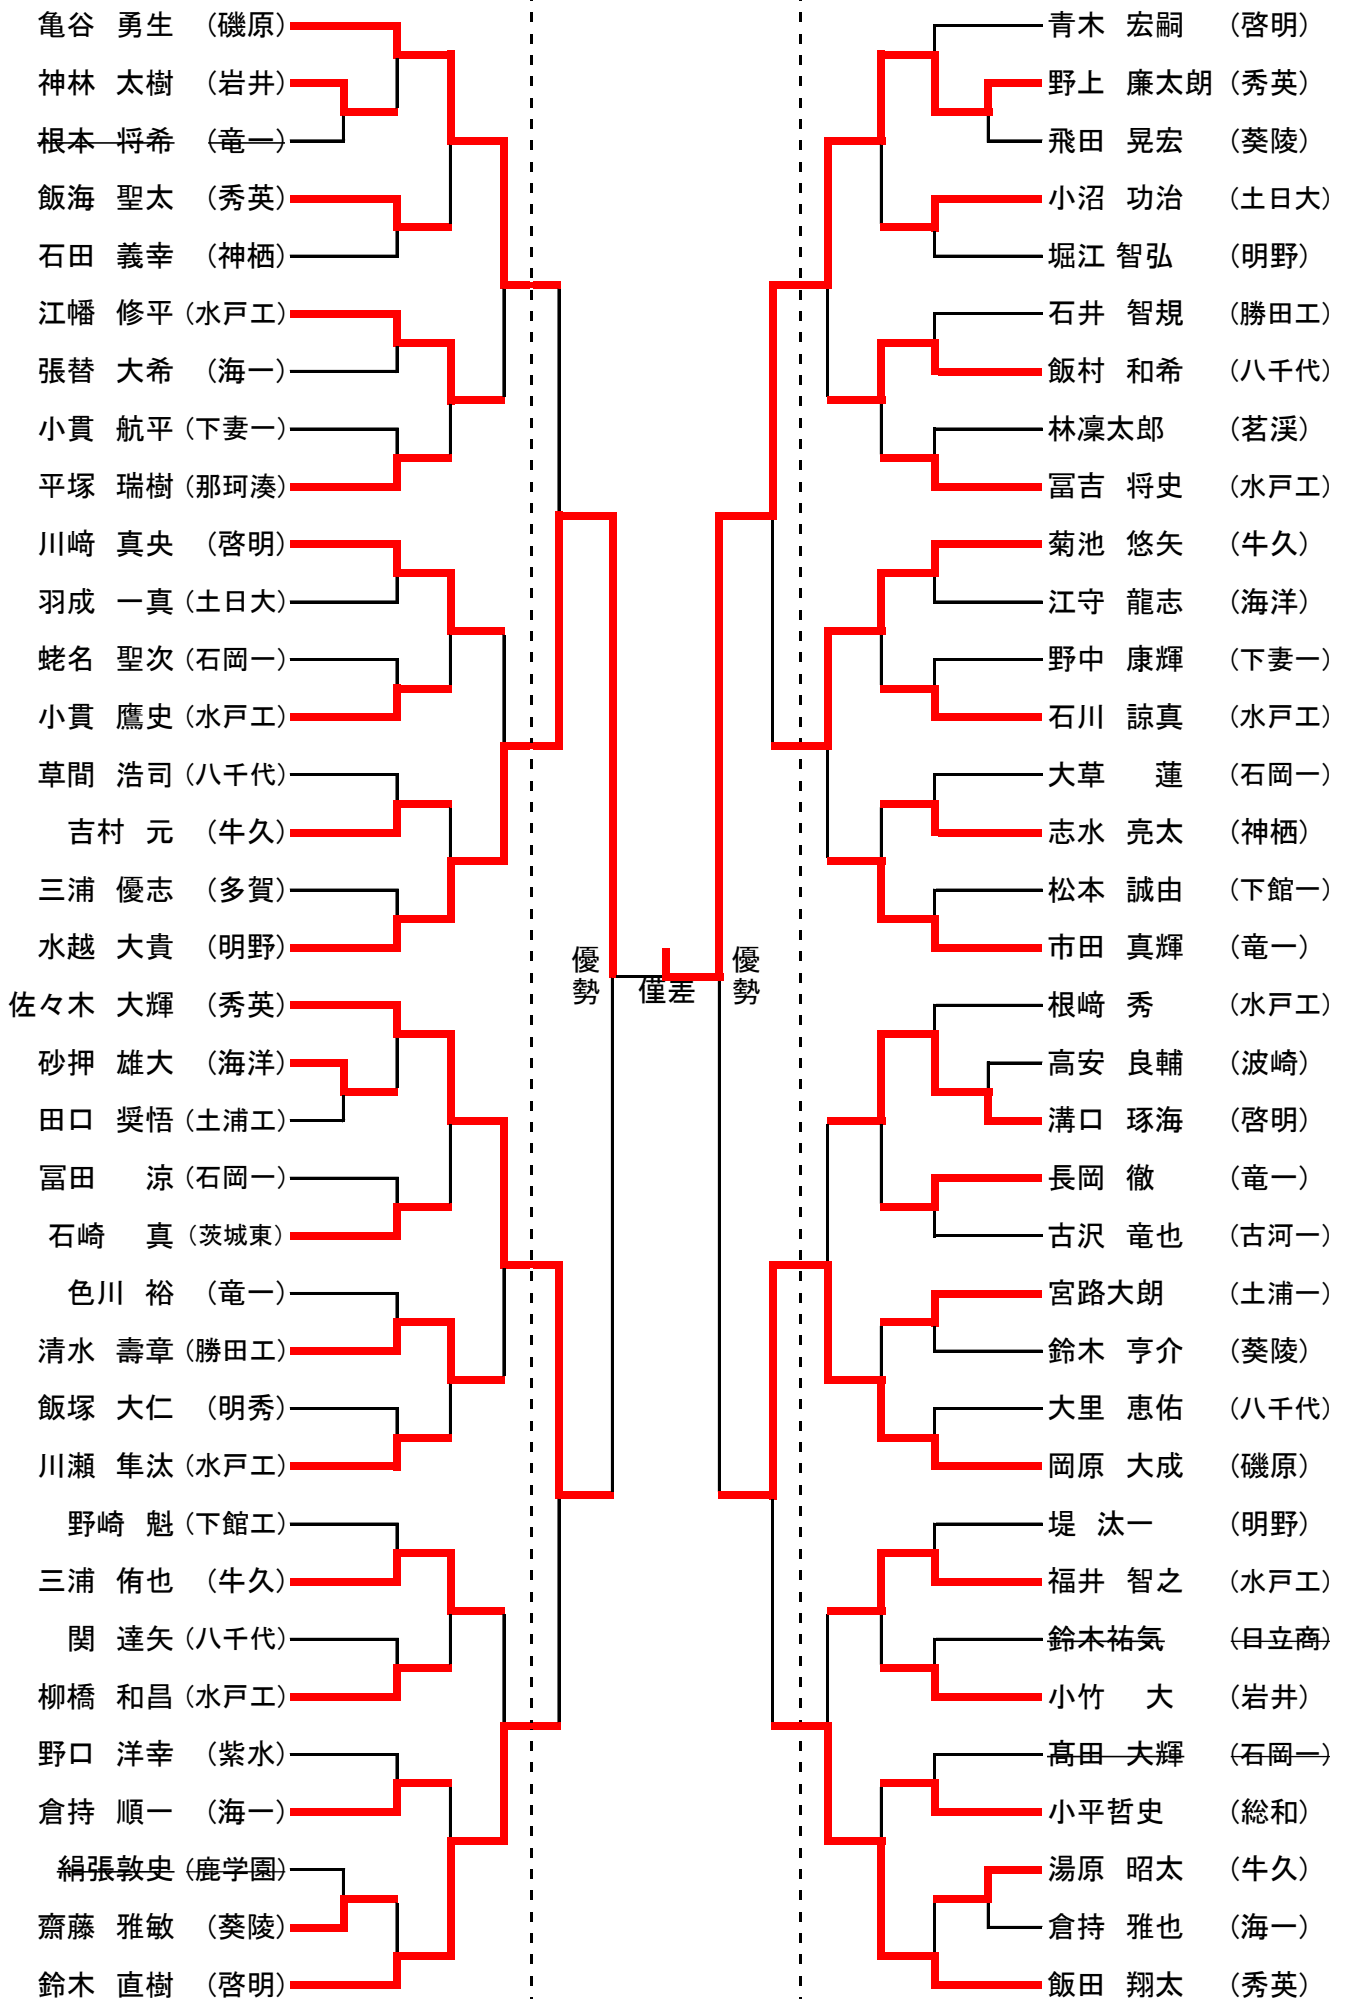 亀谷 勇生 （磯原）
神林 太樹 （岩井）
根本 将希 （竜一）
飯海 聖太 （秀英）
石田 義幸 （神栖）
江幡 修平（水戸工）
張替 大希 （海一）
小貫 航平（下妻一）
平塚 瑞樹（那珂湊）
川﨑 真央 （啓明）
羽成 一真（土日大）
蛯名 聖次（石岡一）
小貫 鷹史（水戸工）
草間 浩司（八千代）
吉村 元 （牛久）
三浦 優志 （多賀）
水越 大貴 （明野）
佐々木 大輝 （秀英）
砂押 雄大 （海洋）
田口 奨悟（土浦工）
冨田 涼（石岡一）
石崎 真（茨城東）
色川 裕 （竜一）
清水 壽章（勝田工）
飯塚 大仁 （明秀）
川瀬 隼汰（水戸工）
野崎 魁（下館工）
三浦 侑也 （牛久）
関 達矢（八千代）
柳橋 和昌（水戸工）
野口 洋幸 （紫水）
倉持 順一 （海一）
絹張敦史（鹿学園）
齋藤 雅敏 （葵陵）
鈴木 直樹 （啓明）
優勢
僅差
優勢
青木 宏嗣 （啓明）
野上 廉太朗（秀英）
飛田 晃宏 （葵陵）
小沼 功治 （土日大）
堀江 智弘 （明野）
石井 智規 （勝田工）
飯村 和希 （八千代）
林凜太郎 （茗渓）
冨吉 将史 （水戸工）
菊池 悠矢 （牛久）
江守 龍志 （海洋）
野中 康輝 （下妻一）
石川 諒真 （水戸工）
大草 蓮 （石岡一）
志水 亮太 （神栖）
松本 誠由 （下館一）
市田 真輝 （竜一）
根﨑 秀 （水戸工）
高安 良輔 （波崎）
溝口 琢海 （啓明）
長岡 徹 （竜一）
古沢 竜也 （古河一）
宮路大朗 （土浦一）
鈴木 亨介 （葵陵）
大里 恵佑 （八千代）
岡原 大成 （磯原）
堤 汰一 （明野）
福井 智之 （水戸工）
鈴木祐気 （日立商）
小竹 大 （岩井）
髙田 大輝 （石岡一）
小平哲史 （総和）
湯原 昭太 （牛久）
倉持 雅也 （海一）
飯田 翔太 （秀英）